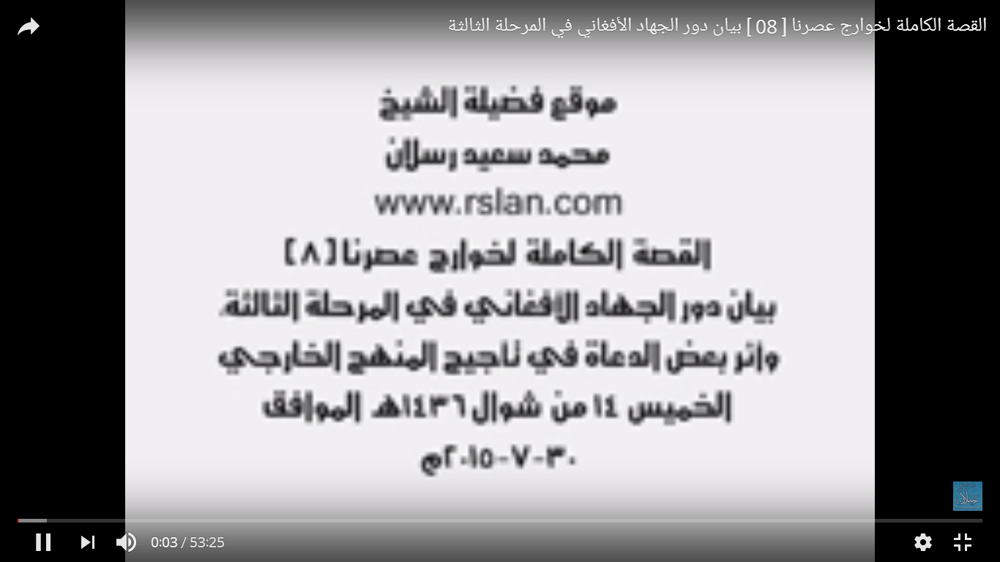 القصة الكاملة لخوارج عصرنا [ 08 ] بيان دور الجهاد الأفغاني في المرحلة الثالثة
موقع فضيلة الشيخ
محمد سعيد رسلان
www.rslan.com
القصة الكاملة لخوارج عصرنا [٨]
بيان دور الجهاد الأفغاني في المرحلة الثالثة
وأثر بعض الدعاة في تأجيج المنهج الخارجي
الخميس ١٤ من شوال ١٤٣٦هـ الموافق
٣٠-٧-٢٠١٥م
رسلان
0:03 / 53:25